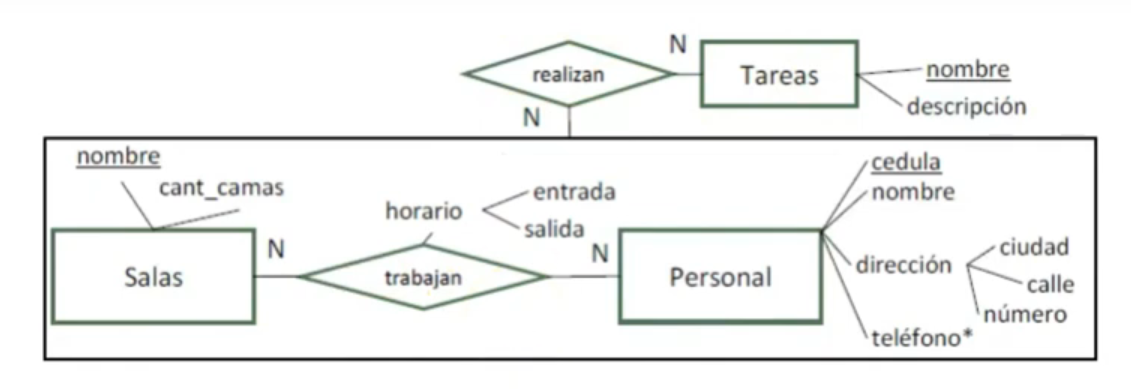 N
realizan
Tareas
nombre
descripción
N
nombre
cant_camas
horario
entrada
salida
cedula
nombre
dirección
ciudad
calle
número
teléfono*
Salas
N
trabajan
N
Personal